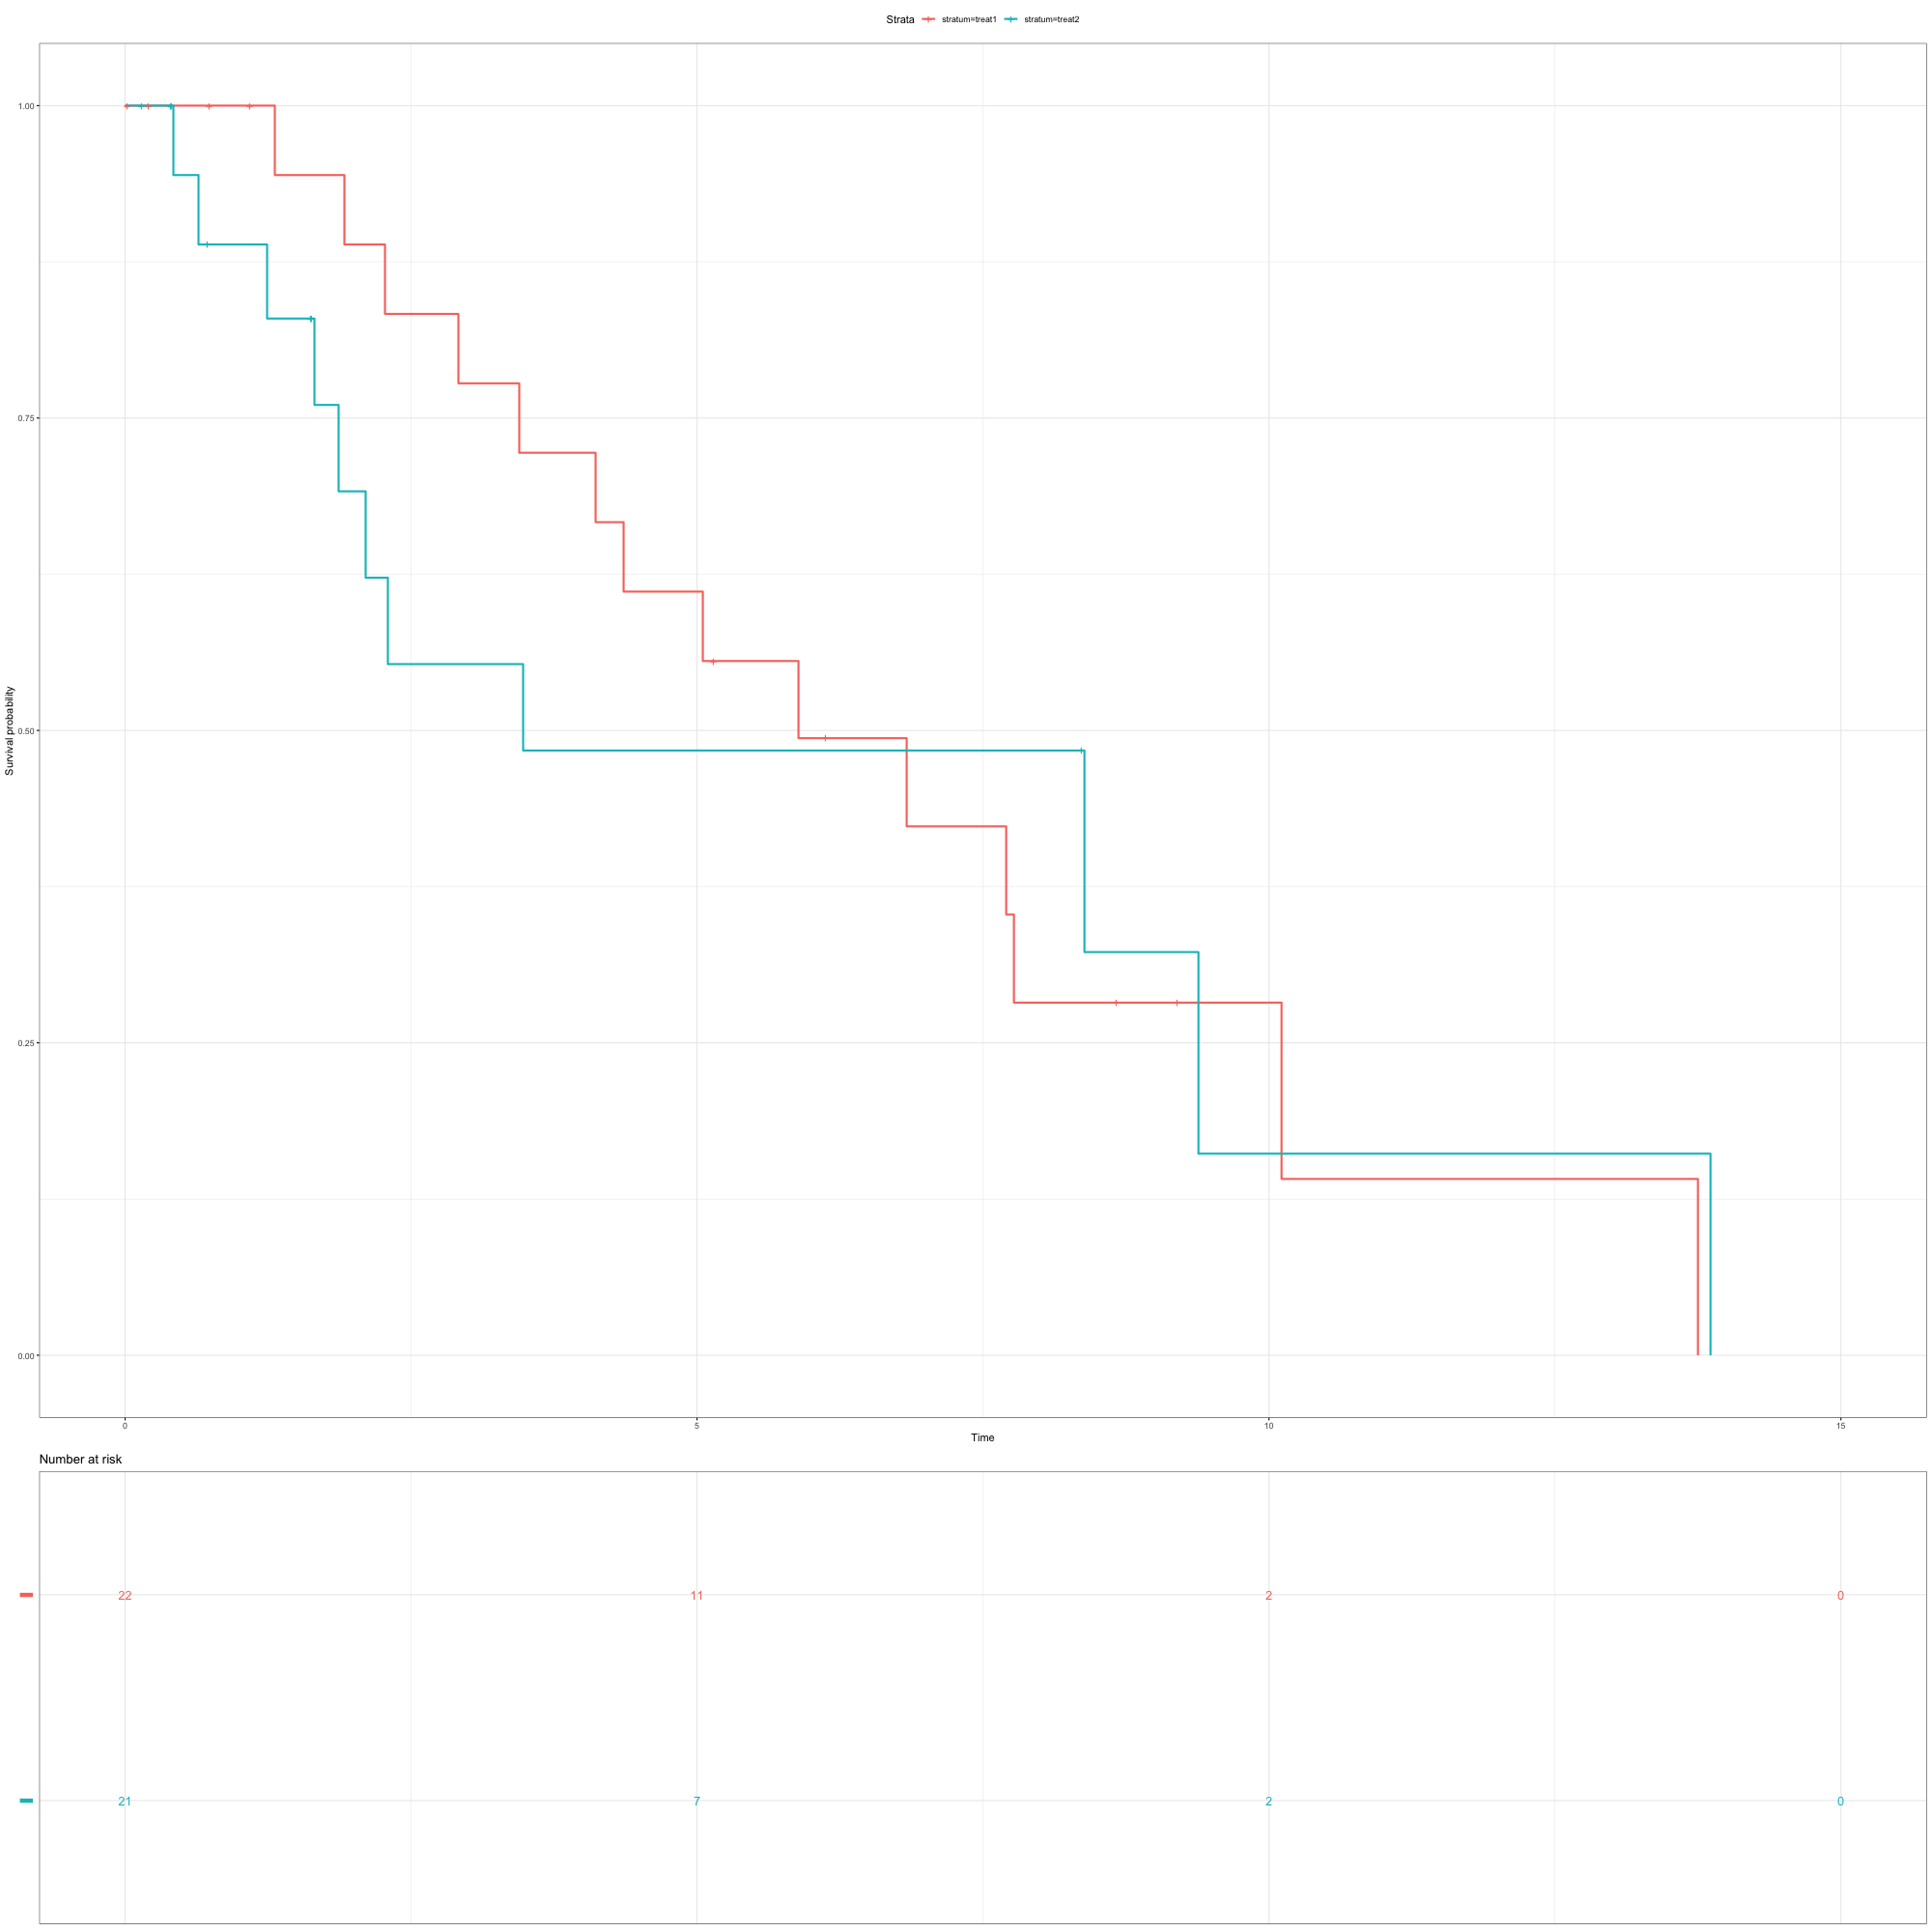 Strata stratum=treat1 stratum=treat2
1.00
0.75
0.50
0.25
0.00
Survival probability
0 5 10 15
Time
Number at risk
22 11 2 0
21 7 2 0